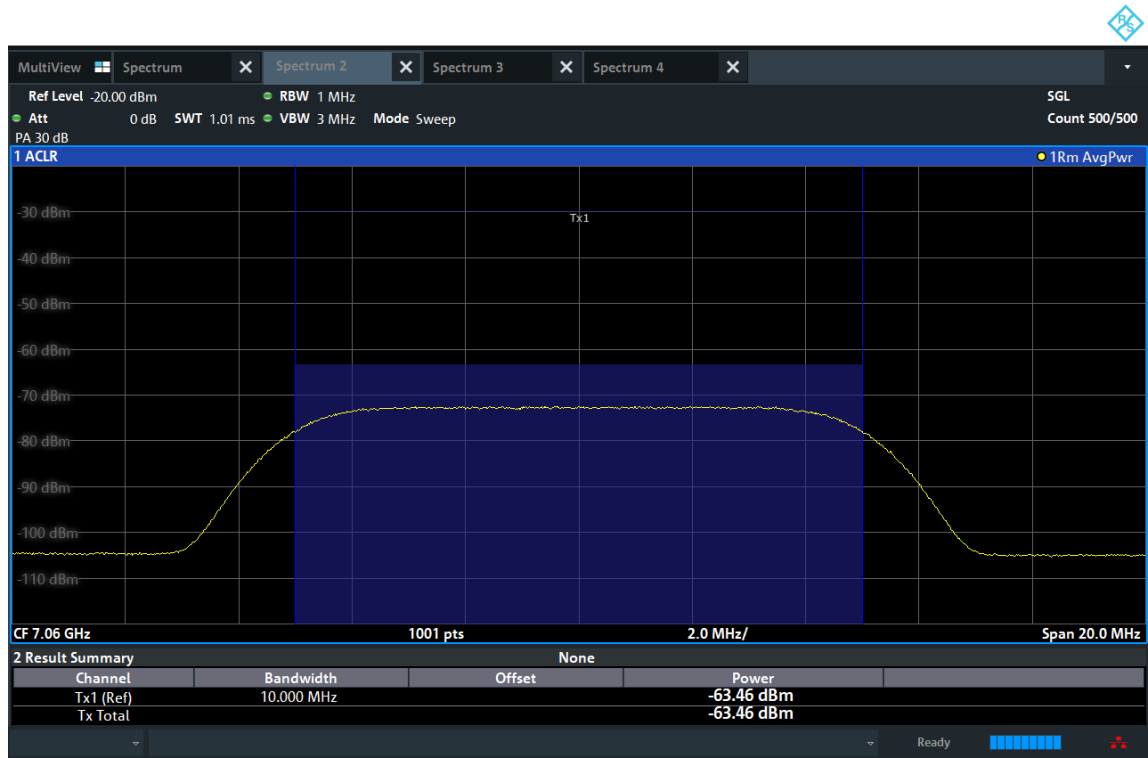 R&S
MultiView Spectrum Spectrum 2 Spectrum 3 Spectrum 4
Ref Level -20.00 dBm RBW 1 MHz SGL
Att 0 dB SWT 1.01 ms VBW 3 MHz Mode Sweep Count 500/500
PA 30 dB
1 ACLR 1Rm AvgPwr
-30 dBm Tx1
-40 dBm
-50 dBm
-60 dBm
-70 dBm
-80 dBm
-90 dBm
-100 dBm
-110 dBm
CF 7.06 GHz 1001 pts 2.0 MHz/ Span 20.0 MHz
2 Result Summary None
Channel Bandwidth Offset Power
Tx1 (Ref) 10.000 MHz -63.46 dBm
Tx Total -63.46 dBm
Ready